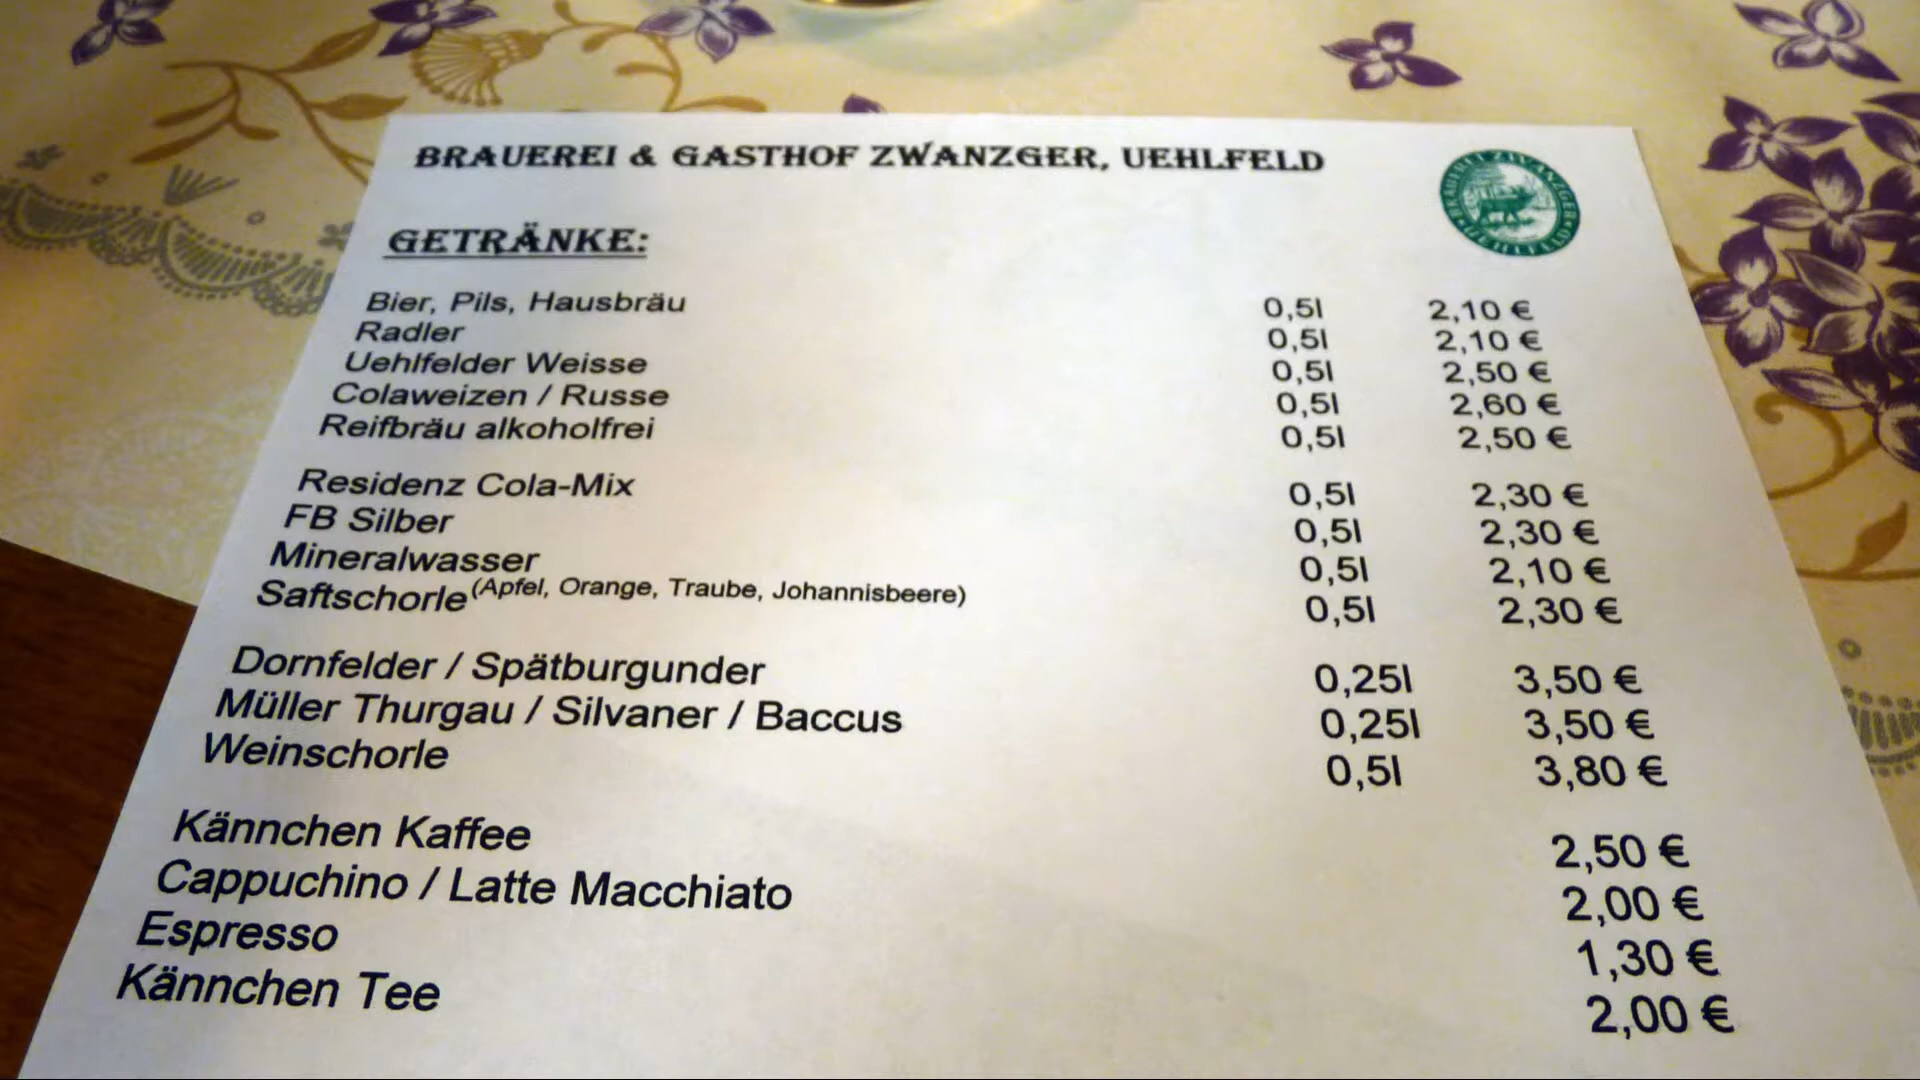 BRAUEREI & GASTHOF ZWANZGER, UEHLFELD
BRAUEREI ZWANZGER UEHLFELD
GETRÄNKE:
Bier, Pils, Hausbräu 0,5l 2,10 €
Radler 0,5l 2,10 €
Uehlfelder Weisse 0,5l 2,50 €
Colaweizen / Russe 0,5l 2,60 €
Reifbräu alkoholfrei 0,5l 2,50 €
Residenz Cola-Mix 0,5l 2,30 €
FB Silber 0,5l 2,30 €
Mineralwasser 0,5l 2,10 €
Saftschorle (Apfel, Orange, Traube, Johannisbeere) 0,5l 2,30 €
Dornfelder / Spätburgunder 0,25l 3,50 €
Müller Thurgau / Silvaner / Baccus 0,25l 3,50 €
Weinschorle 0,5l 3,80 €
Kännchen Kaffee 2,50 €
Cappuchino / Latte Macchiato 2,00 €
Espresso 1,30 €
Kännchen Tee 2,00 €